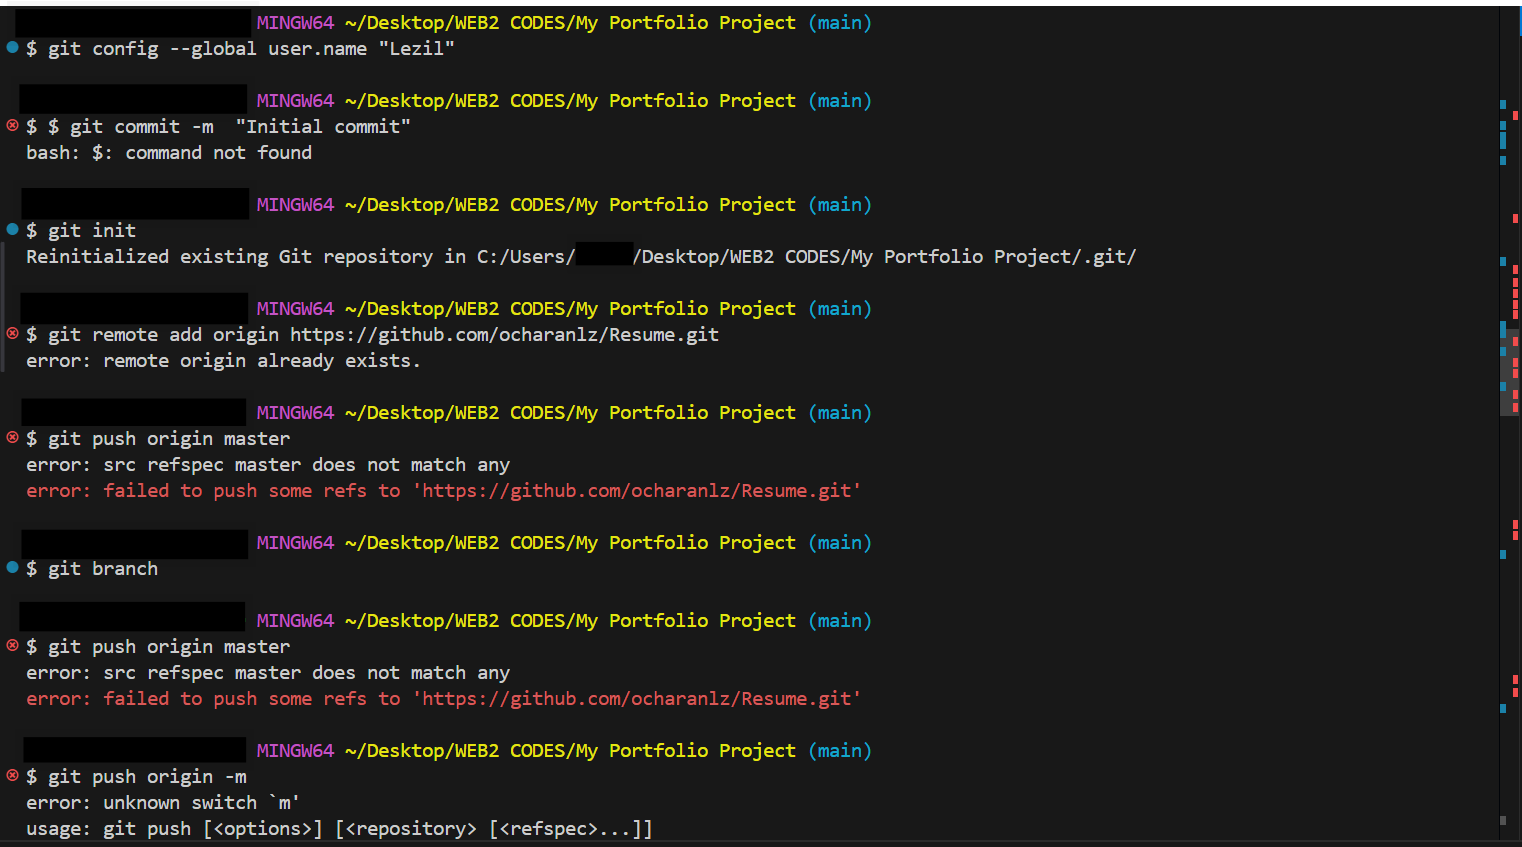 MINGW64 ~/Desktop/WEB2 CODES/My Portfolio Project (main)
$ git config --global user.name "Lezil"
MINGW64 ~/Desktop/WEB2 CODES/My Portfolio Project (main)
$ $ git commit -m  "Initial commit"
bash: $: command not found
MINGW64 ~/Desktop/WEB2 CODES/My Portfolio Project (main)
$ git init
Reinitialized existing Git repository in C:/Users/ /Desktop/WEB2 CODES/My Portfolio Project/.git/
MINGW64 ~/Desktop/WEB2 CODES/My Portfolio Project (main)
$ git remote add origin https://github.com/ocharanlz/Resume.git
error: remote origin already exists.
MINGW64 ~/Desktop/WEB2 CODES/My Portfolio Project (main)
$ git push origin master
error: src refspec master does not match any
error: failed to push some refs to 'https://github.com/ocharanlz/Resume.git'
MINGW64 ~/Desktop/WEB2 CODES/My Portfolio Project (main)
$ git branch
MINGW64 ~/Desktop/WEB2 CODES/My Portfolio Project (main)
$ git push origin master
error: src refspec master does not match any
error: failed to push some refs to 'https://github.com/ocharanlz/Resume.git'
MINGW64 ~/Desktop/WEB2 CODES/My Portfolio Project (main)
$ git push origin -m
error: unknown switch `m'
usage: git push [<options>] [<repository> [<refspec>...]]